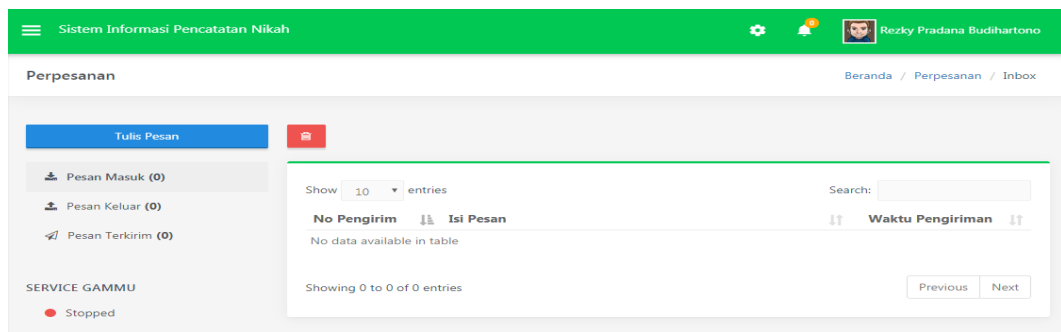 Sistem Informasi Pencatatan Nikah
0
Rezky Pradana Budihartono
Perpesanan
Beranda / Perpesanan / Inbox
Tulis Pesan
Pesan Masuk (0)
Pesan Keluar (0)
Pesan Terkirim (0)
SERVICE GAMMU
Stopped
Show 10 entries
Search:
No Pengirim Isi Pesan Waktu Pengiriman
No data available in table
Showing 0 to 0 of 0 entries
Previous Next